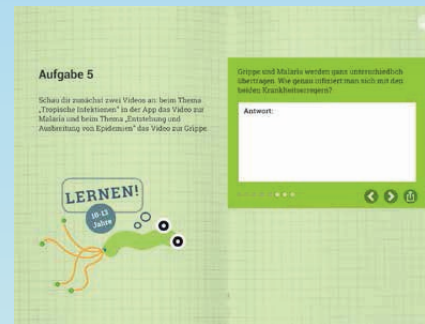 Aufgabe 5
Schau dir zunächst zwei Videos an: beim Thema
„Tropische Infektionen" in der App das Video zur
Malaria und beim Thema „Entstehung und
Ausbreitung von Epidemien" das Video zur Grippe.
LERNEN!
10-13
Jahre
Grippe und Malaria werden ganz unterschiedlich
übertragen. Wie genau infiziert man sich mit den
beiden Krankheitserregern?
Antwort: